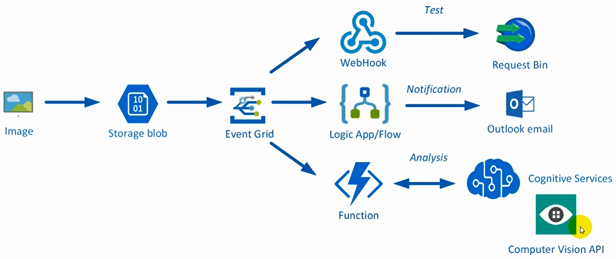 Test
WebHook
Request Bin
Image
10
01
Storage blob
Event Grid
Logic App/Flow
Notification
Outlook email
Function
Analysis
Cognitive Services
Computer Vision API